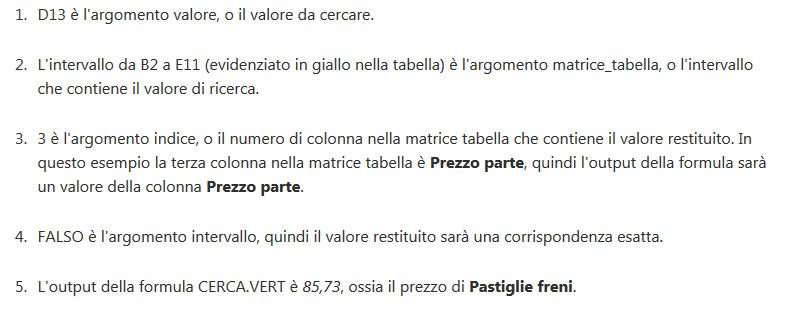 1. D13 è l'argomento valore, o il valore da cercare.
2. L'intervallo da B2 a E11 (evidenziato in giallo nella tabella) è l'argomento matrice_tabella, o l'intervallo
che contiene il valore di ricerca.
3. 3 è l'argomento indice, o il numero di colonna nella matrice tabella che contiene il valore restituito. In
questo esempio la terza colonna nella matrice tabella è Prezzo parte, quindi l'output della formula sarà
un valore della colonna Prezzo parte.
4. FALSO è l'argomento intervallo, quindi il valore restituito sarà una corrispondenza esatta.
5. L'output della formula CERCA.VERT è 85,73, ossia il prezzo di Pastiglie freni.